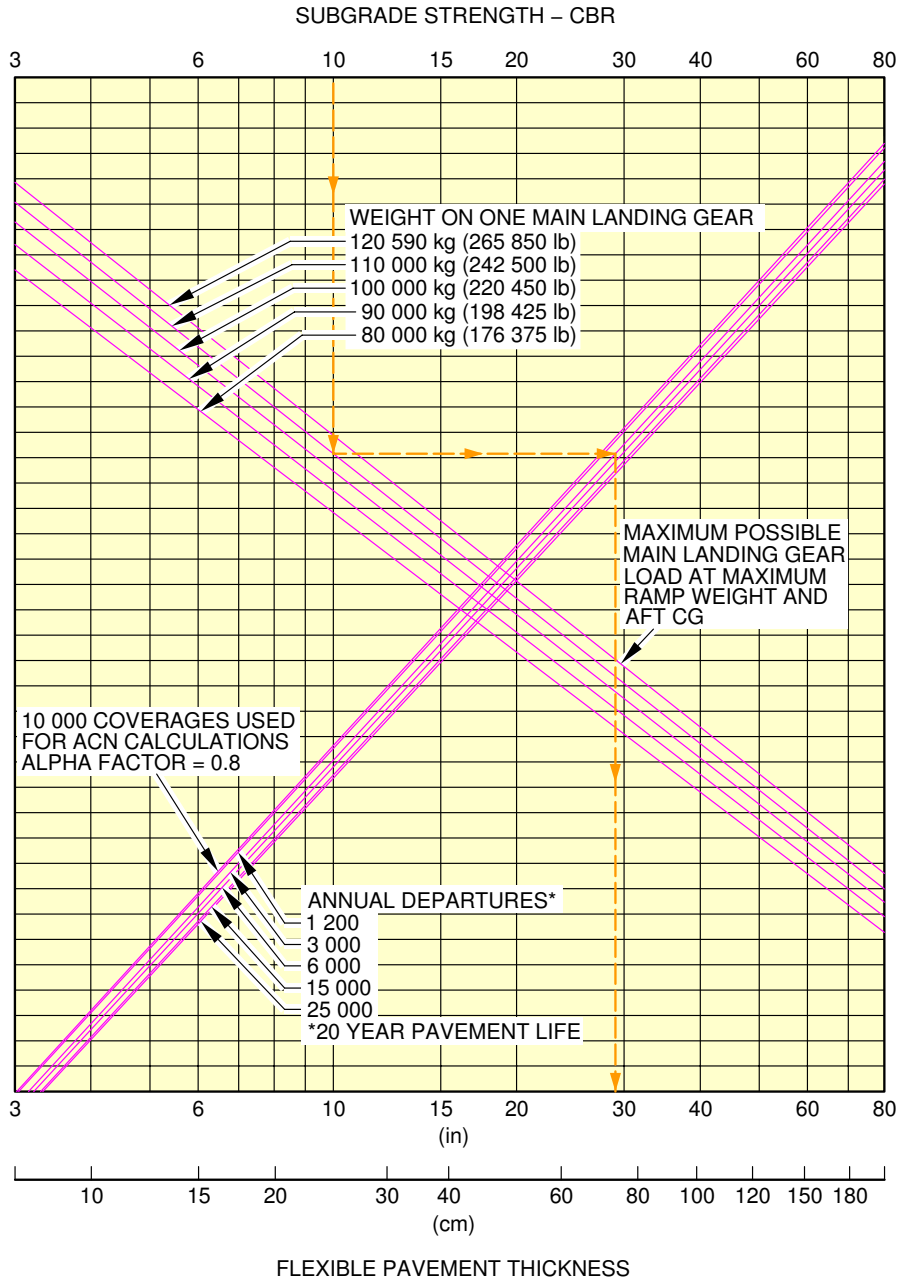 SUBGRADE STRENGTH – CBR
3 6 10 15 20 30 40 60 80
WEIGHT ON ONE MAIN LANDING GEAR
120 590 kg (265 850 lb)
110 000 kg (242 500 lb)
100 000 kg (220 450 lb)
90 000 kg (198 425 lb)
80 000 kg (176 375 lb)
MAXIMUM POSSIBLE
MAIN LANDING GEAR
LOAD AT MAXIMUM
RAMP WEIGHT AND
AFT CG
10 000 COVERAGES USED
FOR ACN CALCULATIONS
ALPHA FACTOR = 0.8
ANNUAL DEPARTURES*
1 200
3 000
6 000
15 000
25 000
*20 YEAR PAVEMENT LIFE
3 6 10 15 20 30 40 60 80
(in)
10 15 20 30 40 60 80 100 120 150 180
(cm)
FLEXIBLE PAVEMENT THICKNESS